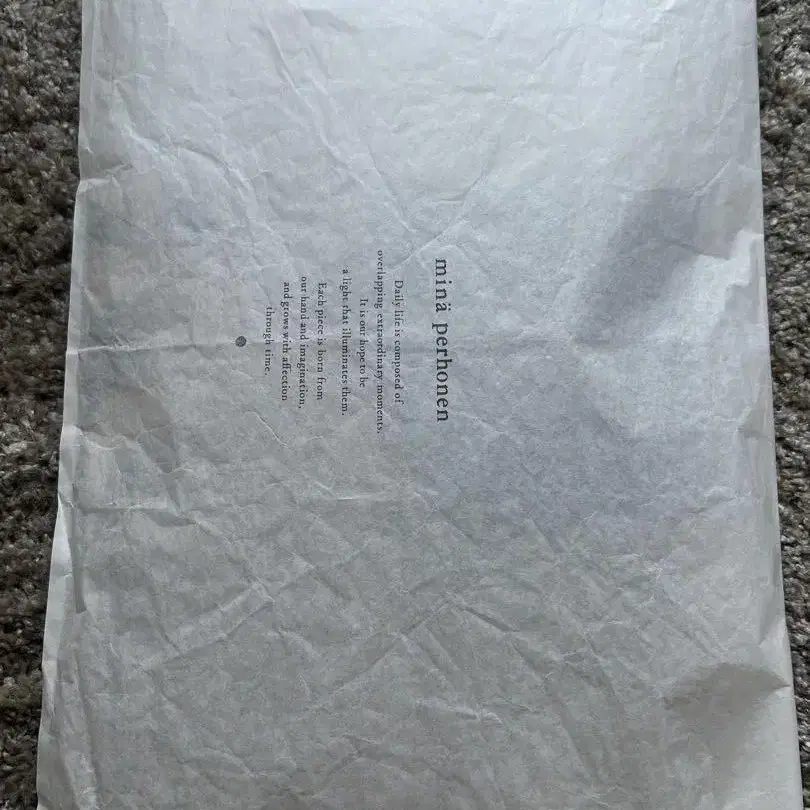 minä perhonen
Daily life is composed of
overlapping extraordinary moments.
It is our hope to be
a light that illuminates them.
Each piece is born from
our hand and imagination,
and grows with affection
through time.